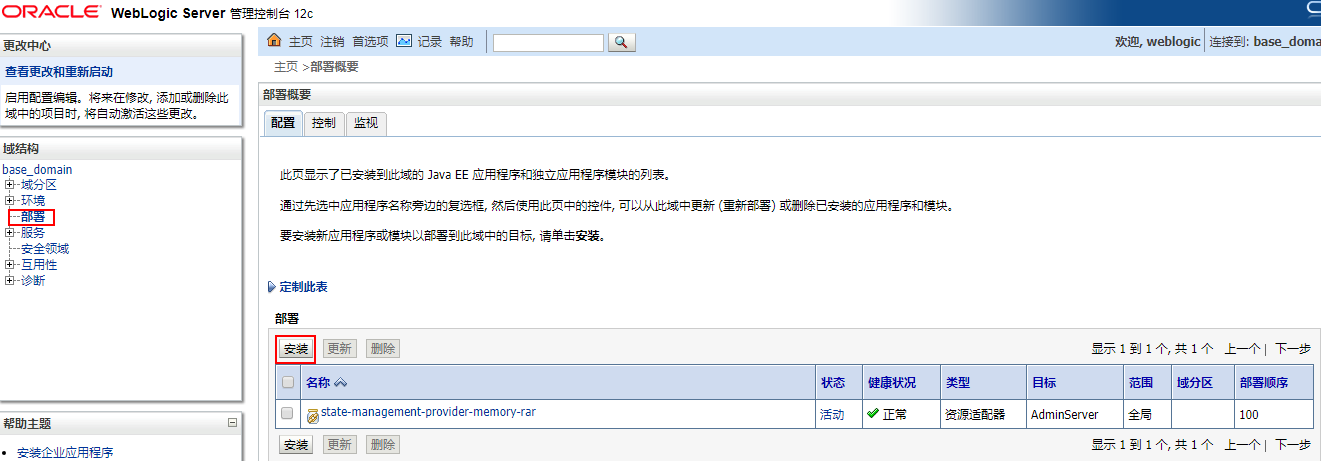 ORACLE WebLogic Server 管理控制台 12c
更改中心
查看更改和重新启动
启用配置编辑。将来在修改, 添加或删除此
域中的项目时, 将自动激活这些更改。
域结构
base_domain
域分区
环境
部署
服务
安全领域
互用性
诊断
帮助主题
安装企业应用程序
主页 注销 首选项 记录 帮助
欢迎, weblogic 连接到: base_doma
主页 >部署概要
部署概要
配置 控制 监视
此页显示了已安装到此域的 Java EE 应用程序和独立应用程序模块的列表。
通过先选中应用程序名称旁边的复选框, 然后使用此页中的控件, 可以从此域中更新 (重新部署) 或删除已安装的应用程序和模块。
要安装新应用程序或模块以部署到此域中的目标, 请单击安装。
定制此表
部署
安装 更新 删除 显示 1 到 1 个, 共 1 个 上一个 | 下一步
名称 状态 健康状况 类型 目标 范围 域分区 部署顺序
state-management-provider-memory-rar 活动 正常 资源适配器 AdminServer 全局 100
安装 更新 删除 显示 1 到 1 个, 共 1 个 上一个 | 下一步